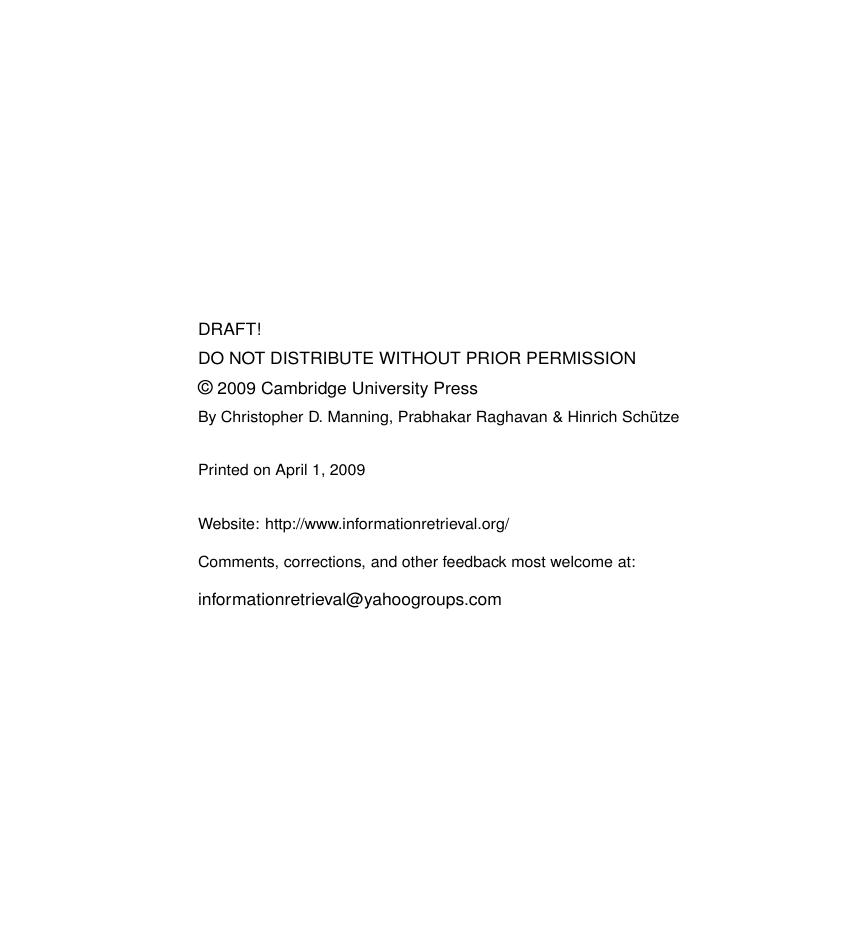 DRAFT!
DO NOT DISTRIBUTE WITHOUT PRIOR PERMISSION
© 2009 Cambridge University Press
By Christopher D. Manning, Prabhakar Raghavan & Hinrich Schütze
Printed on April 1, 2009
Website: http://www.informationretrieval.org/
Comments, corrections, and other feedback most welcome at:
informationretrieval@yahoogroups.com